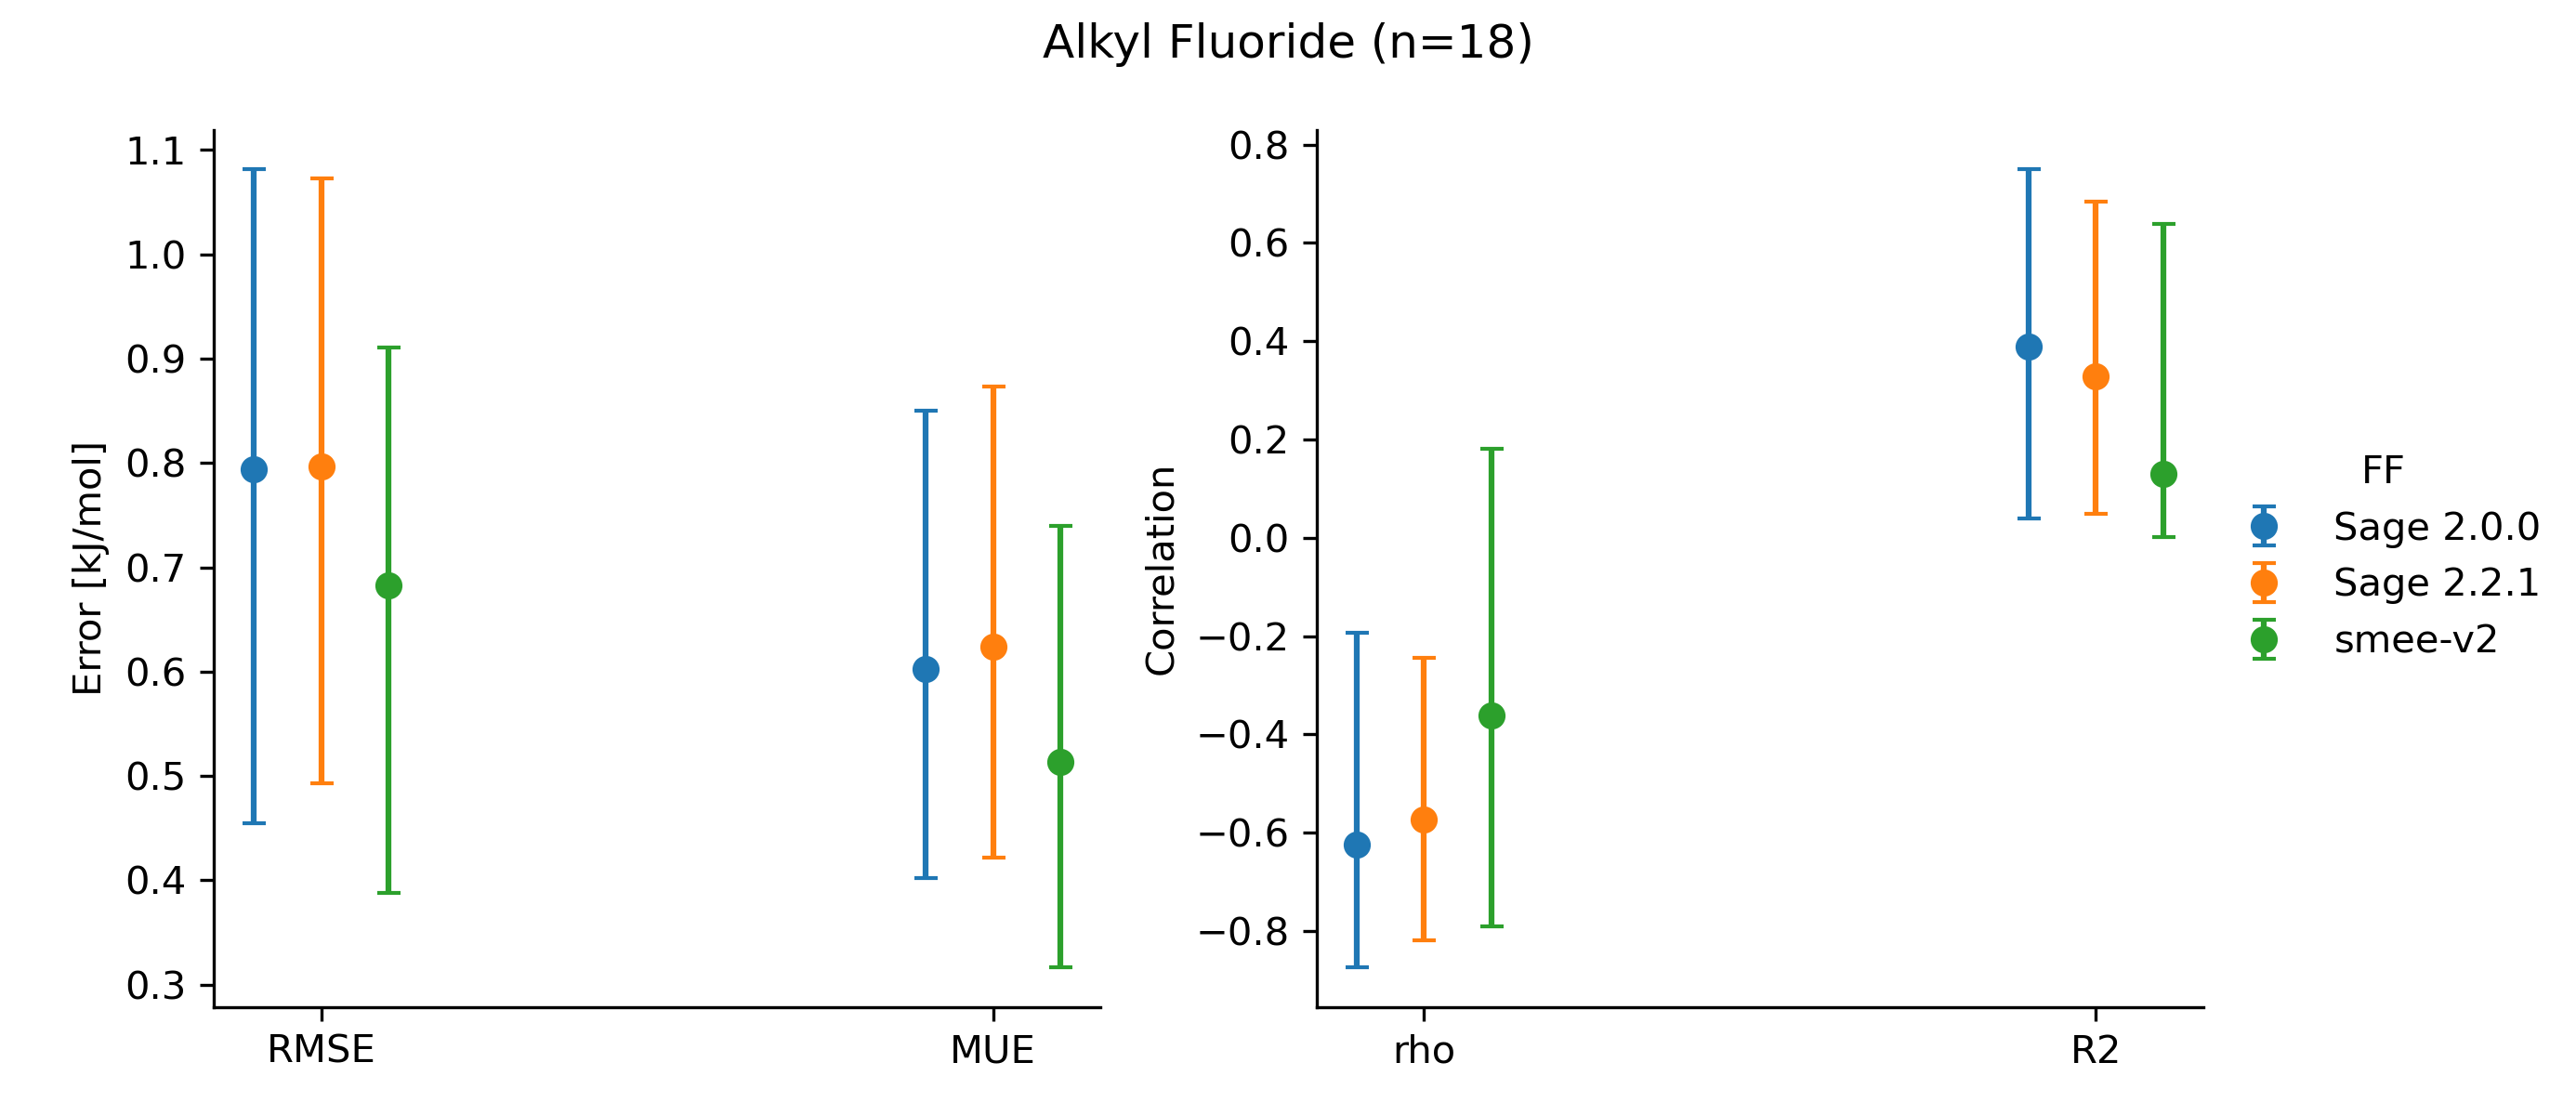 Alkyl Fluoride (n=18)
Error [kJ/mol]
1.1
1.0
0.9
0.8
0.7
0.6
0.5
0.4
0.3
RMSE
MUE
Correlation
0.8
0.6
0.4
0.2
0.0
−0.2
−0.4
−0.6
−0.8
rho
R2
FF
Sage 2.0.0
Sage 2.2.1
smee-v2